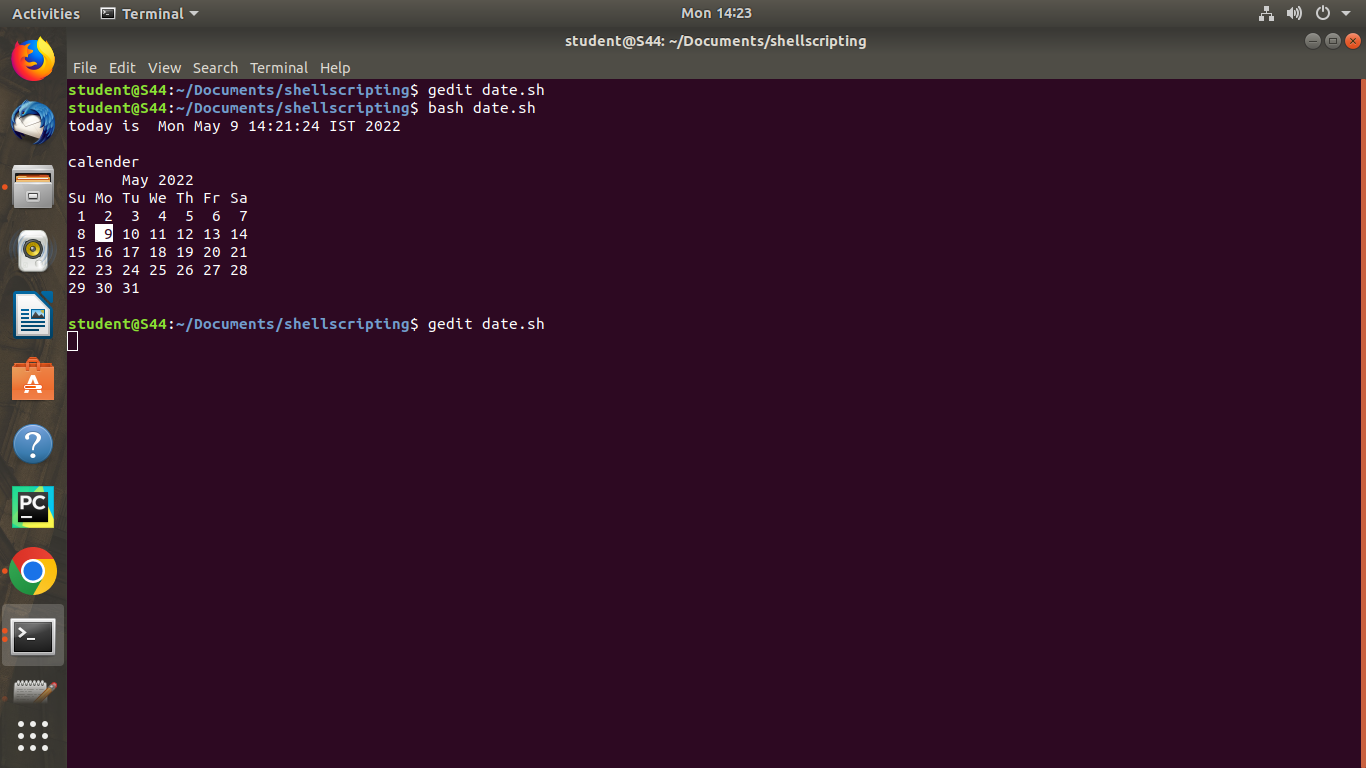 Activities Terminal Mon 14:23
student@S44: ~/Documents/shellscripting
File Edit View Search Terminal Help
student@S44:~/Documents/shellscripting$ gedit date.sh
student@S44:~/Documents/shellscripting$ bash date.sh
today is  Mon May 9 14:21:24 IST 2022
calender
May 2022
Su Mo Tu We Th Fr Sa
1 2 3 4 5 6 7
8 9 10 11 12 13 14
15 16 17 18 19 20 21
22 23 24 25 26 27 28
29 30 31
student@S44:~/Documents/shellscripting$ gedit date.sh
A
?
PC
>_